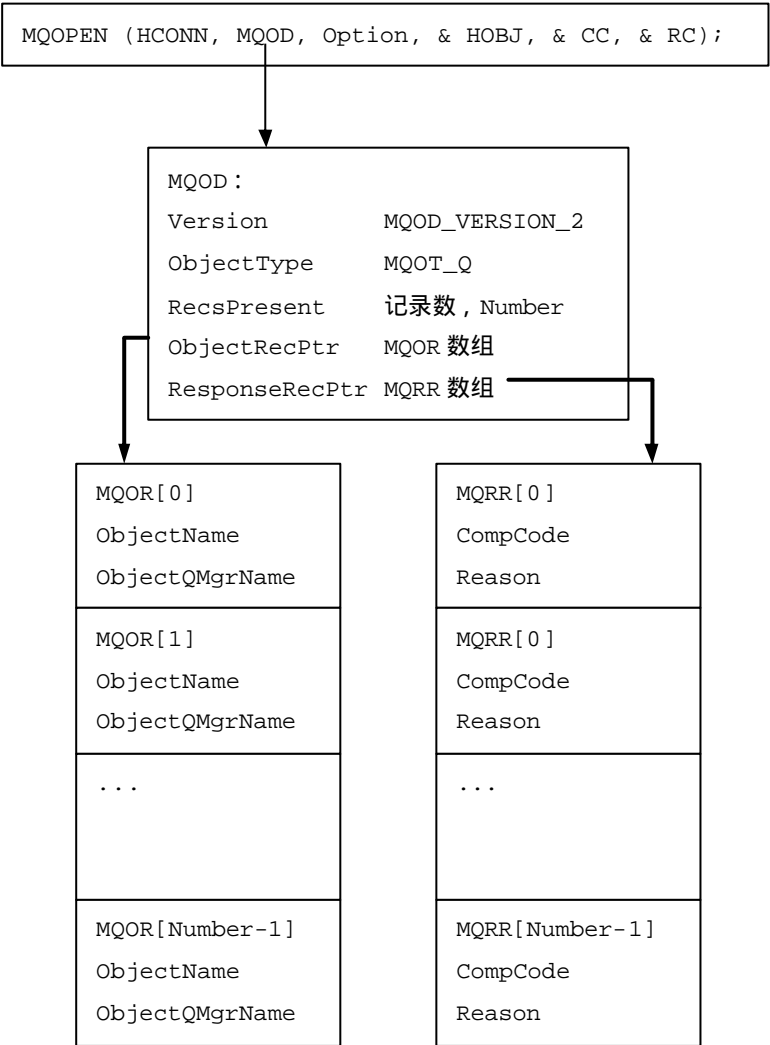 MQOPEN (HCONN, MQOD, Option, & HOBJ, & CC, & RC);
MQOD：
Version MQOD_VERSION_2
ObjectType MQOT_Q
RecsPresent 记录数，Number
ObjectRecPtr MQOR 数组
ResponseRecPtr MQRR 数组
MQOR[0]
ObjectName
ObjectQMgrName
MQOR[1]
ObjectName
ObjectQMgrName
...
MQOR[Number-1]
ObjectName
ObjectQMgrName
MQRR[0]
CompCode
Reason
MQRR[0]
CompCode
Reason
...
MQRR[Number-1]
CompCode
Reason